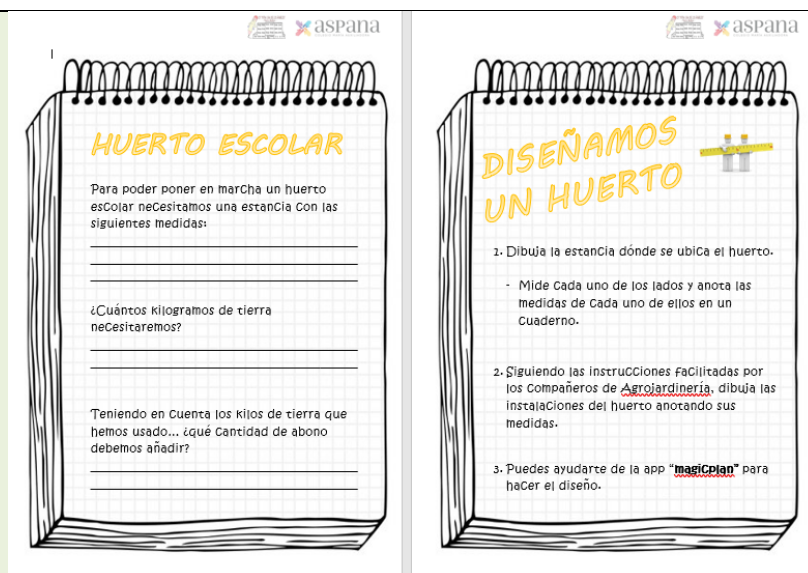 aspana
HUERTO ESCOLAR
Para poder poner en marcha un huerto
escolar necesitamos una estancia con las
siguientes medidas:
¿Cuántos kilogramos de tierra
necesitaremos?
Teniendo en cuenta los kilos de tierra que
hemos usado... ¿qué cantidad de abono
debemos añadir?
aspana
DISEÑAMOS
UN HUERTO
1. Dibuja la estancia dónde se ubica el huerto.
- Mide cada uno de los lados y anota las
medidas de cada uno de ellos en un
cuaderno.
2. Siguiendo las instrucciones facilitadas por
los compañeros de Agrojardinería, dibuja las
instalaciones del huerto anotando sus
medidas.
3. Puedes ayudarte de la app "magicplan" para
hacer el diseño.